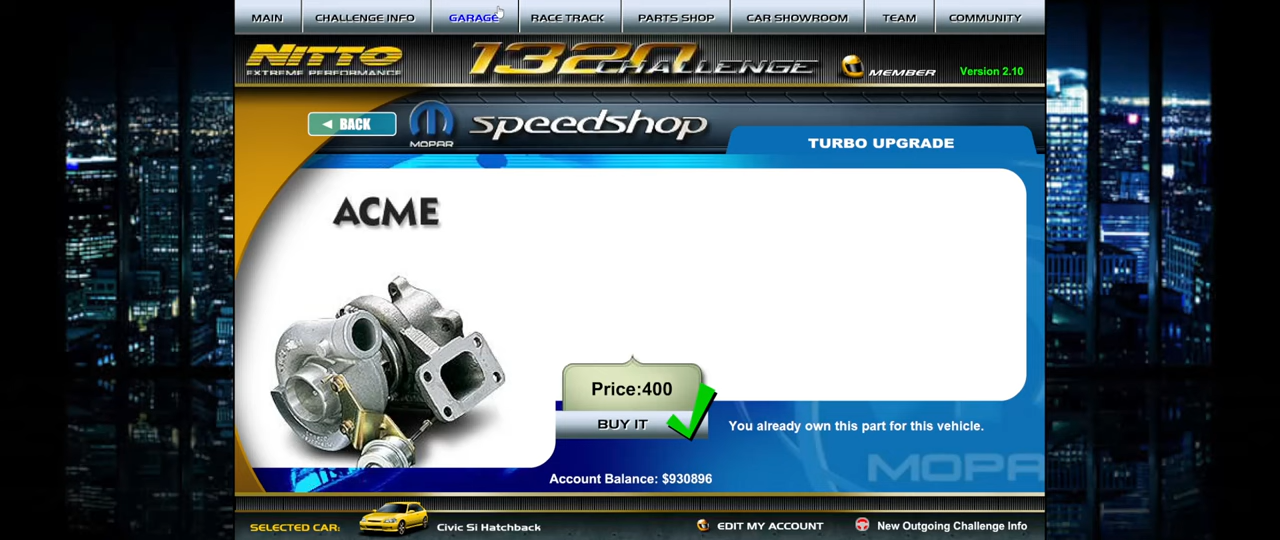 MAIN CHALLENGE INFO GARAGE RACE TRACK PARTS SHOP CAR SHOWROOM TEAM COMMUNITY
NITTO EXTREME PERFORMANCE 1320 CHALLENGE MEMBER Version 2.10
BACK MOPAR speedshop
TURBO UPGRADE
ACME
Price:400
BUY IT
You already own this part for this vehicle.
MOPA
Account Balance: $930896
SELECTED CAR: Civic Si Hatchback EDIT MY ACCOUNT New Outgoing Challenge Info